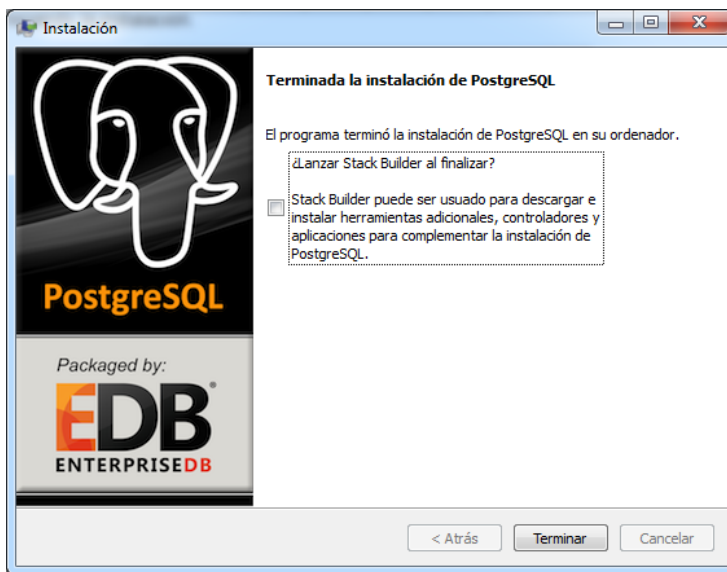 Instalación
Terminada la instalación de PostgreSQL
El programa terminó la instalación de PostgreSQL en su ordenador.
¿Lanzar Stack Builder al finalizar?
Stack Builder puede ser usado para descargar e
instalar herramientas adicionales, controladores y
aplicaciones para complementar la instalación de
PostgreSQL.
PostgreSQL
Packaged by:
EDB
ENTERPRISEDB
< Atrás
Terminar
Cancelar